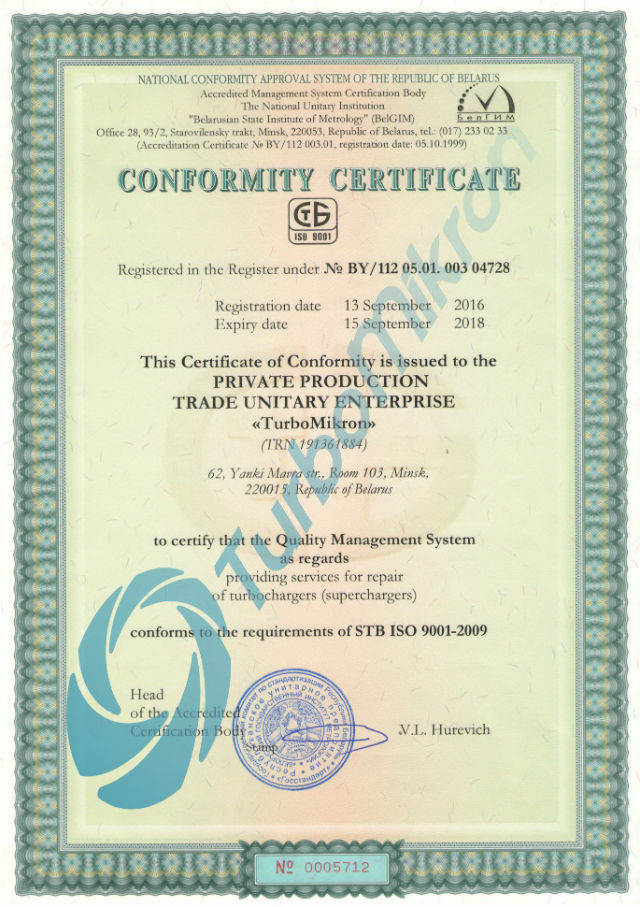 NATIONAL CONFORMITY APPROVAL SYSTEM OF THE REPUBLIC OF BELARUS
Accredited Management System Certification Body
The National Unitary Institution
"Belarusian State Institute of Metrology" (BelGIM)
Office 28, 93/2, Starovilensky trakt, Minsk, 220053, Republic of Belarus, tel.: (017) 233 02 33
(Accreditation Certificate № BY/112 003.01, registration date: 05.10.1999)
БелГИМ
CONFORMITY CERTIFICATE
СТБ
ISO 9001
Registered in the Register under № BY/112 05.01. 003 04728
Registration date 13 September 2016
Expiry date 15 September 2018
This Certificate of Conformity is issued to the
PRIVATE PRODUCTION
TRADE UNITARY ENTERPRISE
«TurboMikron»
(TRN 191361884)
62, Yanki Mavra str., Room 103, Minsk,
220015, Republic of Belarus
to certify that the Quality Management System
as regards
providing services for repair
of turbochargers (superchargers)
conforms to the requirements of STB ISO 9001-2009
Head
of the Accredited
Certification Body
V.L. Hurevich
Stamp
№ 0005712
TurboMikron